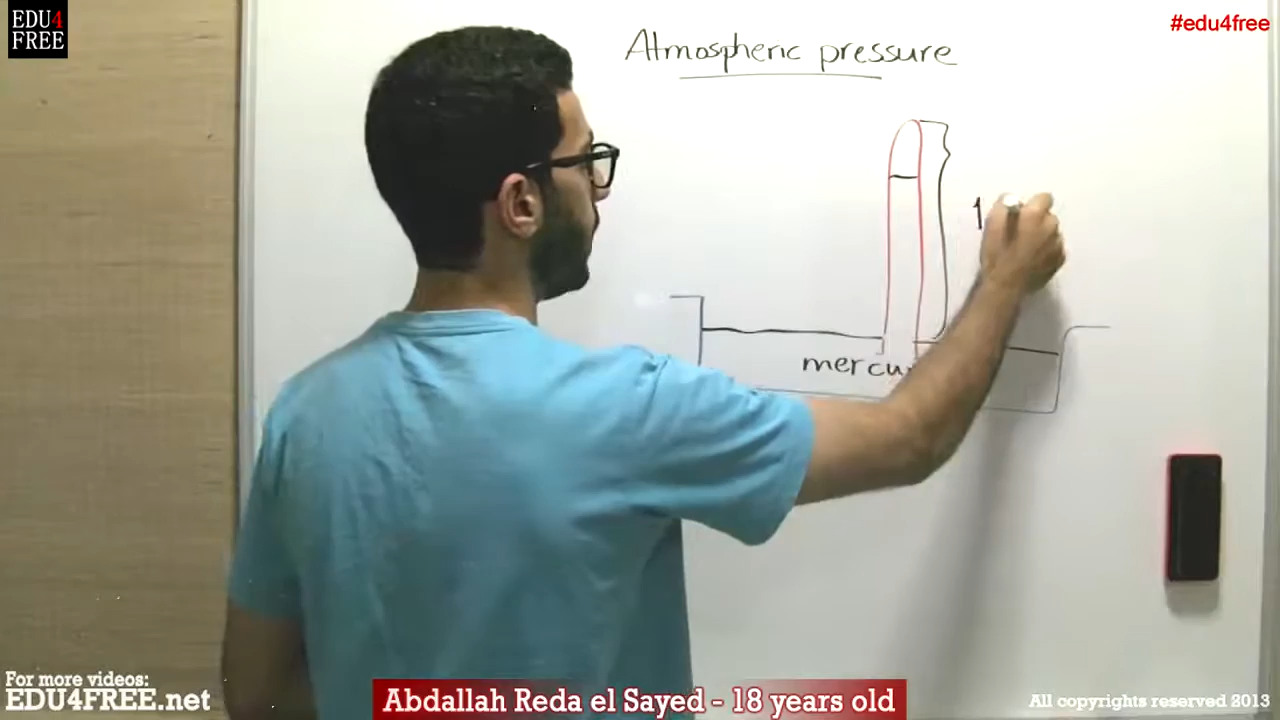 EDU4
FREE
#edu4free
Atmospheric pressure
1
For more videos:
EDU4FREE.net
Abdallah Reda el Sayed - 18 years old
All copyrights reserved 2013